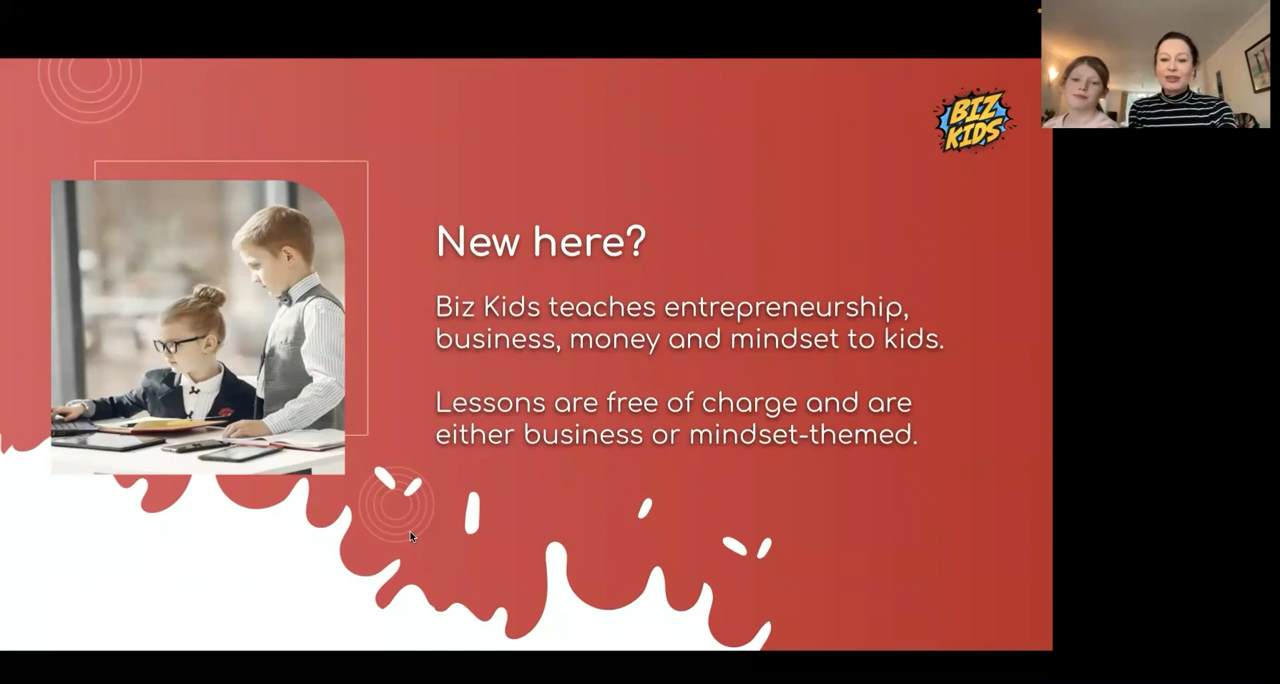 BIZ
KIDS
New here?
Biz Kids teaches entrepreneurship,
business, money and mindset to kids.
Lessons are free of charge and are
either business or mindset-themed.